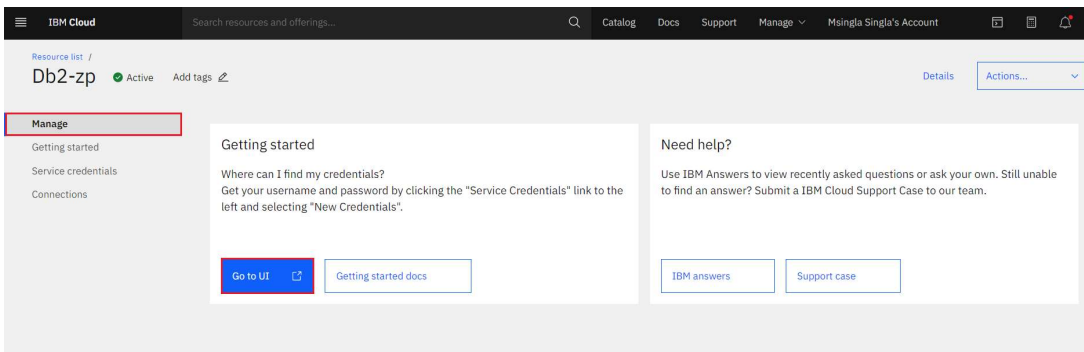 IBM Cloud
Search resources and offerings...
Catalog
Docs
Support
Manage
Msingla Singla's Account
Resource list /
Db2-zp
Active
Add tags
Details
Actions...
Manage
Getting started
Service credentials
Connections
Getting started
Where can I find my credentials?
Get your username and password by clicking the "Service Credentials" link to the
left and selecting "New Credentials".
Go to UI
Getting started docs
Need help?
Use IBM Answers to view recently asked questions or ask your own. Still unable
to find an answer? Submit a IBM Cloud Support Case to our team.
IBM answers
Support case